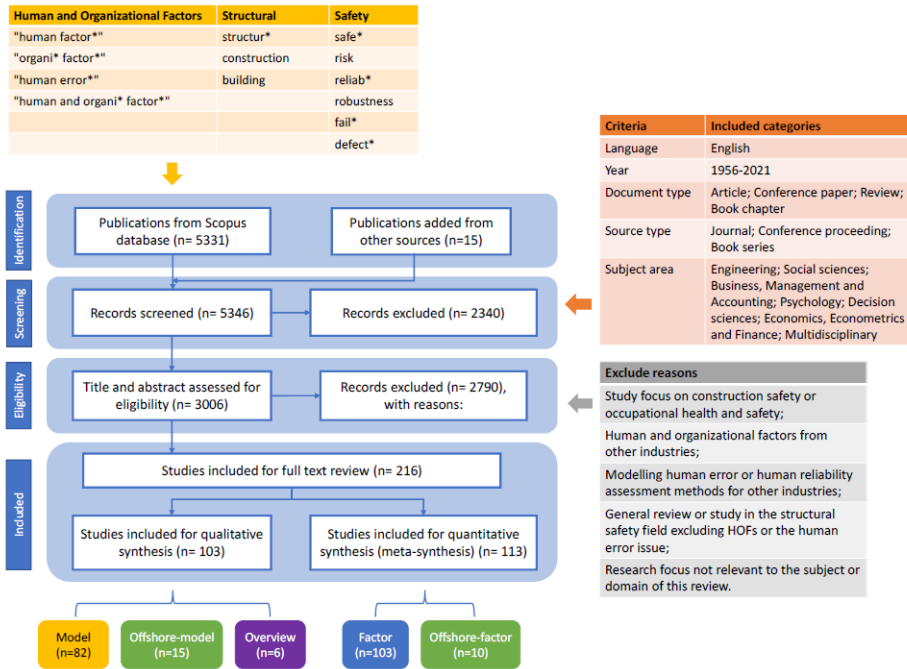 Human and Organizational Factors Structural Safety
"human factor*" structur* safe*
"organi* factor*" construction risk
"human error*" building reliab*
"human and organi* factor*" robustness
fail*
defect*
Criteria Included categories
Language English
Year 1956-2021
Document type Article; Conference paper; Review;
Book chapter
Source type Journal; Conference proceeding;
Book series
Subject area Engineering; Social sciences;
Business, Management and
Accounting; Psychology; Decision
sciences; Economics, Econometrics
and Finance; Multidisciplinary
Identification
Publications from Scopus
database (n= 5331)
Publications added from
other sources (n=15)
Screening
Records screened (n= 5346)
Records excluded (n= 2340)
Eligibility
Title and abstract assessed for
eligibility (n= 3006)
Records excluded (n= 2790),
with reasons:
Exclude reasons
Study focus on construction safety or
occupational health and safety;
Human and organizational factors from
other industries;
Modelling human error or human reliability
assessment methods for other industries;
General review or study in the structural
safety field excluding HOFs or the human
error issue;
Research focus not relevant to the subject or
domain of this review.
Included
Studies included for full text review (n= 216)
Studies included for qualitative
synthesis (n= 103)
Studies included for quantitative
synthesis (meta-synthesis) (n= 113)
Model
(n=82)
Offshore-model
(n=15)
Overview
(n=6)
Factor
(n=103)
Offshore-factor
(n=10)